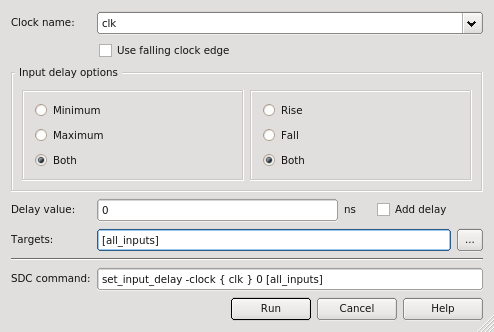 Clock name: clk
Use falling clock edge
Input delay options
Minimum Rise
Maximum Fall
Both Both
Delay value: 0 ns Add delay
Targets: [all_inputs] ...
SDC command: set_input_delay -clock { clk } 0 [all_inputs]
Run Cancel Help